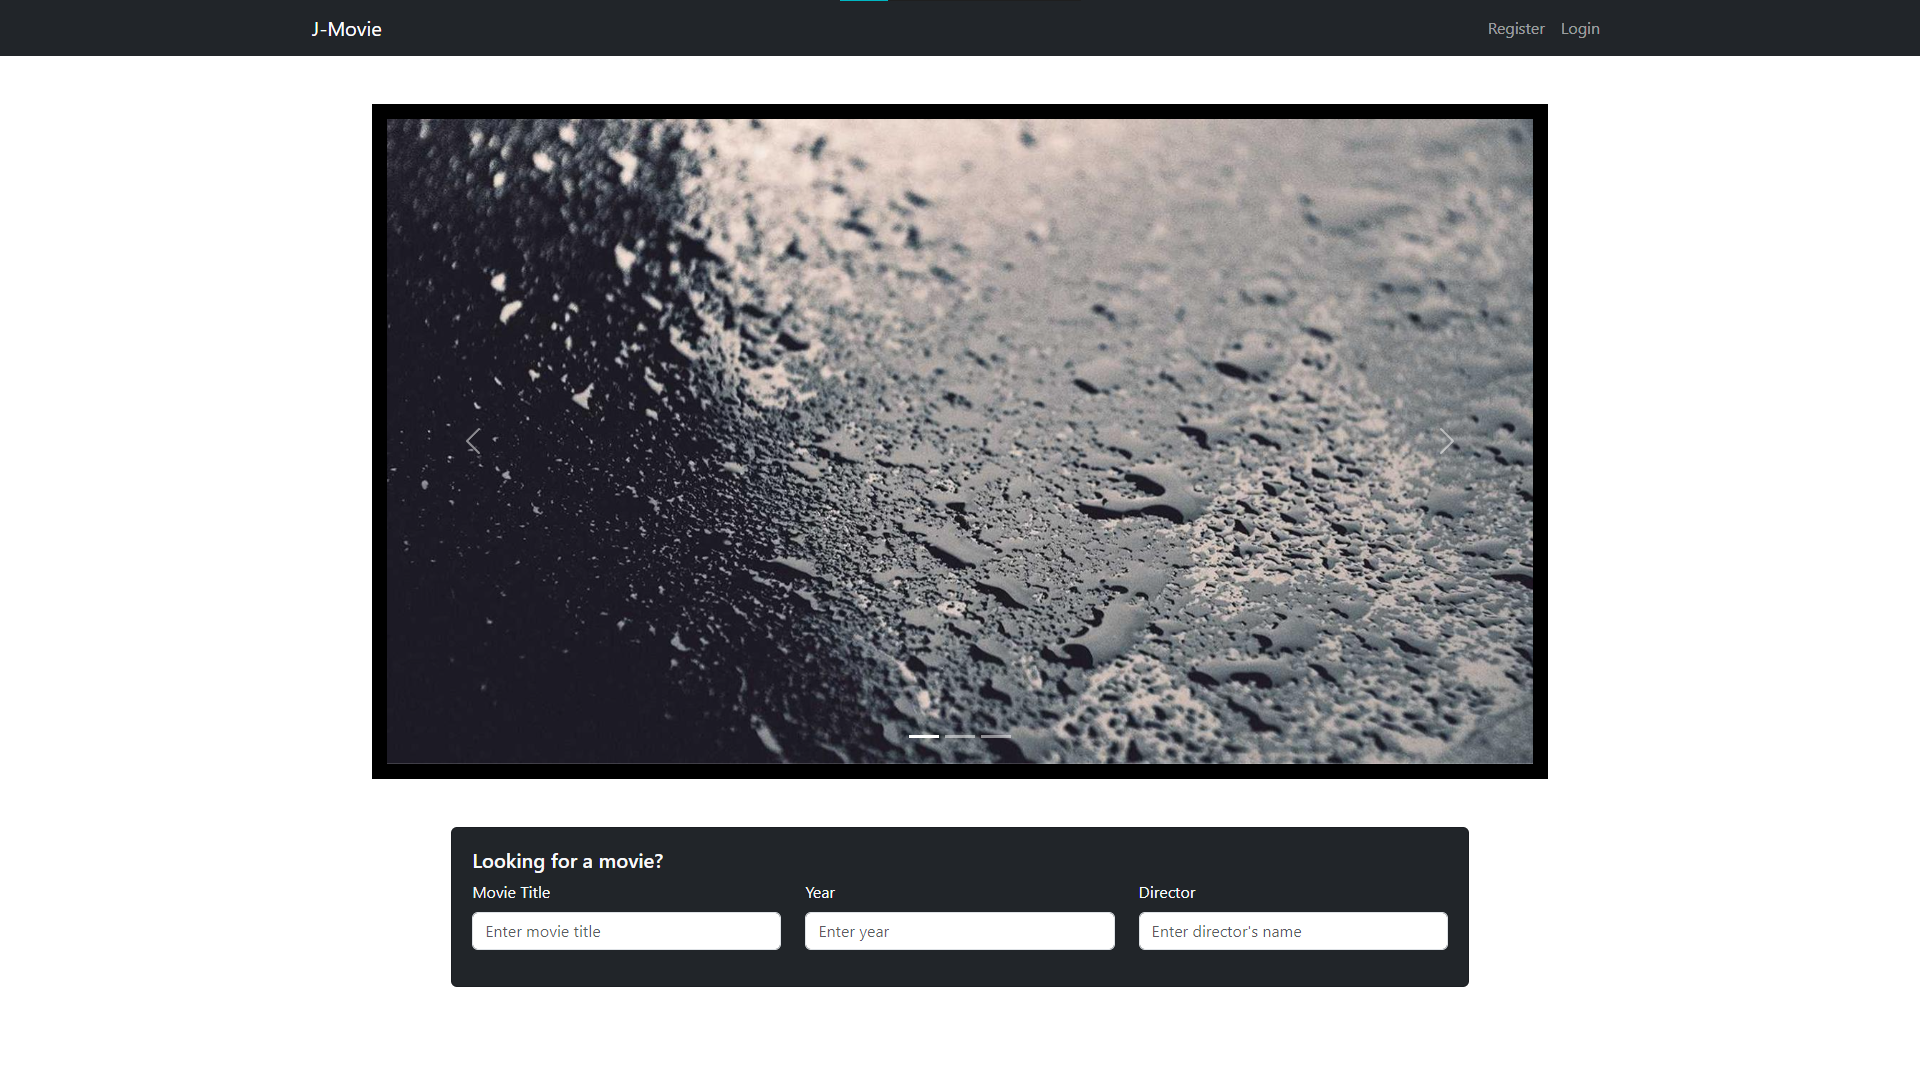 J-Movie
Register Login
Looking for a movie?
Movie Title Year Director
Enter movie title Enter year Enter director's name